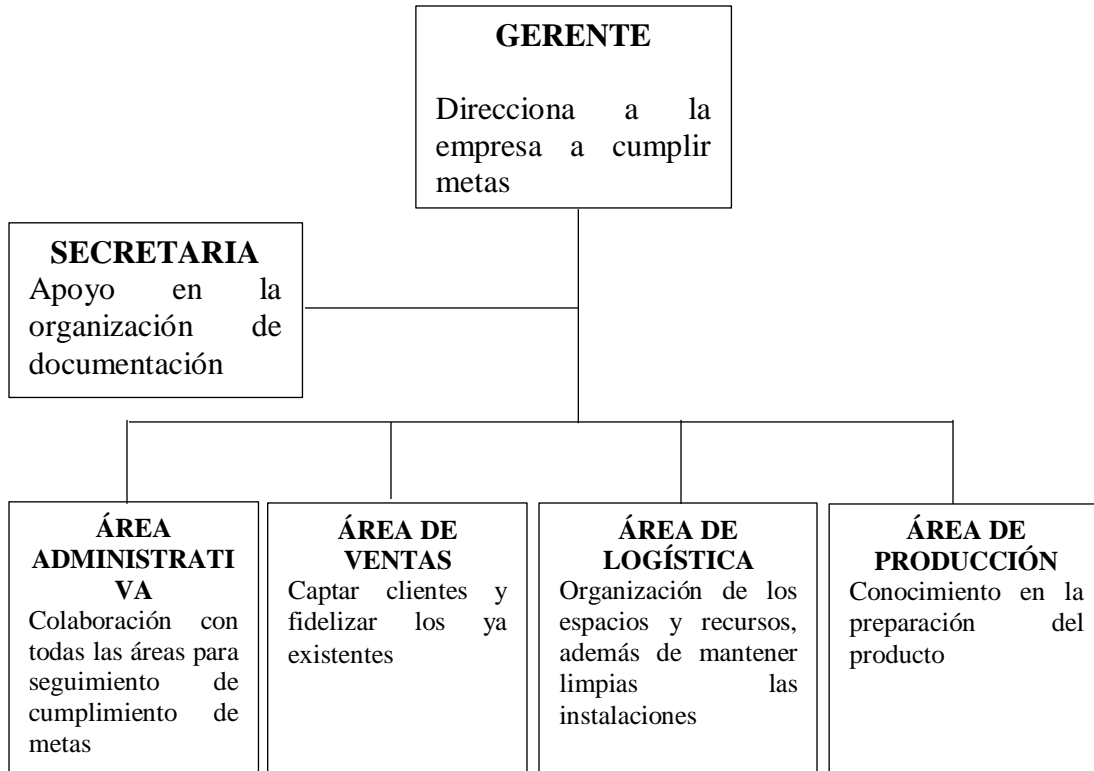 GERENTE
Direcciona a la
empresa a cumplir
metas
SECRETARIA
Apoyo en la
organización de
documentación
ÁREA
ADMINISTRATI
VA
Colaboración con
todas las áreas para
seguimiento de
cumplimiento de
metas
ÁREA DE
VENTAS
Captar clientes y
fidelizar los ya
existentes
ÁREA DE
LOGÍSTICA
Organización de los
espacios y recursos,
además de mantener
limpias las
instalaciones
ÁREA DE
PRODUCCIÓN
Conocimiento en la
preparación del
producto